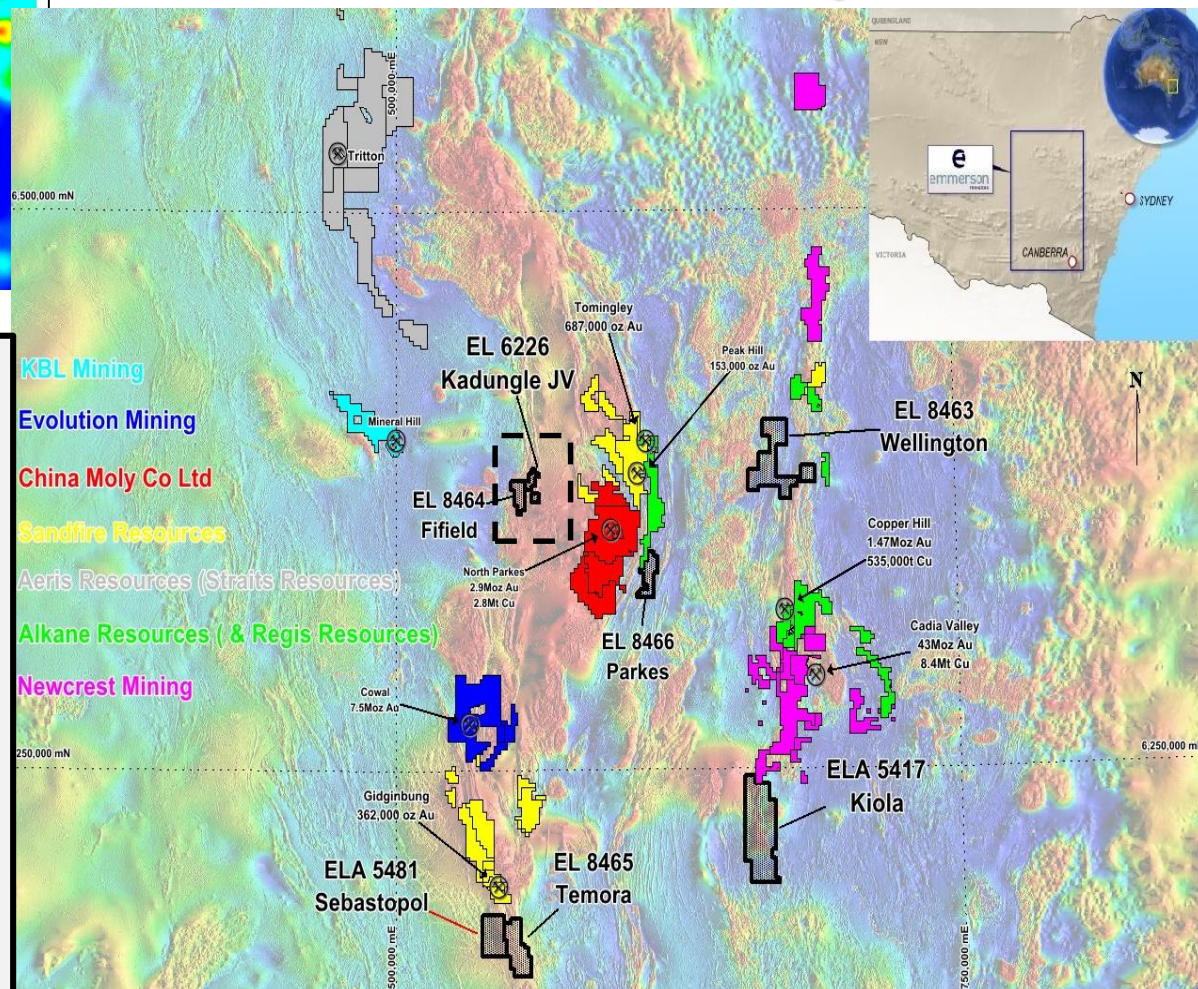 QUEENSLAND
NSW
emmerson
SYDNEY
CANBERRA
VICTORIA
500,000 mE
Tritton
6,500,000 mN
Tomingley
687,000 oz Au
EL 6226
Kadungle JV
Peak Hill
153,000 oz Au
N
KBL Mining
Evolution Mining
China Moly Co Ltd
Sandfire Resources
Aeris Resources (Straits Resources)
Alkane Resources ( & Regis Resources)
Newcrest Mining
Mineral Hill
EL 8463
Wellington
EL 8464
Fifield
Copper Hill
1.47Moz Au
535,000t Cu
North Parkes
2.9Moz Au
2.8Mt Cu
EL 8466
Parkes
Cadia Valley
43Moz Au
8.4Mt Cu
Cowal
7.5Moz Au
250,000 mN
6,250,000 m
ELA 5417
Kiola
Gidginbung
362,000 oz Au
ELA 5481
Sebastopol
EL 8465
Temora
500,000 mE
750,000 mE